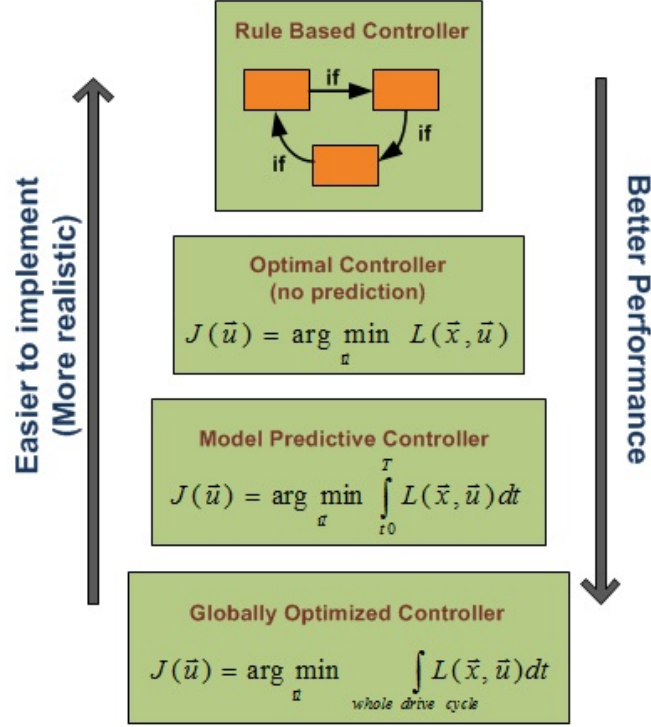 Rule Based Controller
if
if
if
Easier to implement
(More realistic)
Better Performance
Optimal Controller
(no prediction)
J(u⃗) = arg min L(x⃗,u⃗)
Model Predictive Controller
T
J(u⃗) = arg min ∫ L(x⃗,u⃗)dt
t0
Globally Optimized Controller
J(u⃗) = arg min ∫ L(x⃗,u⃗)dt
whole drive cycle